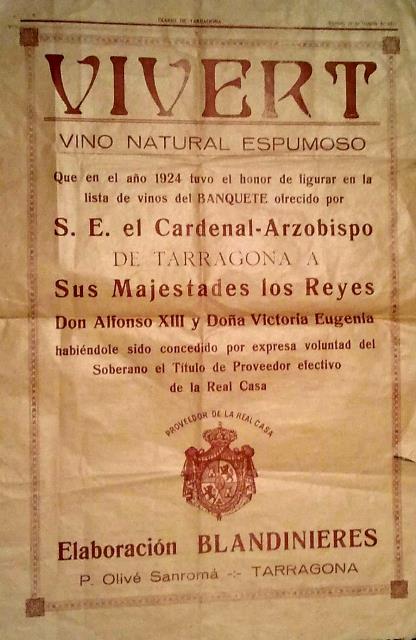 DIARIO DE TARRAGONA
VIVERT
VINO NATURAL ESPUMOSO
Que en el año 1924 tuvo el honor de figurar en la
lista de vinos del BANQUETE ofrecido por
S. E. el Cardenal-Arzobispo
DE TARRAGONA A
Sus Majestades los Reyes
Don Alfonso XIII y Doña Victoria Eugenia
habiéndole sido concedido por expresa voluntad del
Soberano el Título de Proveedor efectivo
de la Real Casa
PROVEEDOR DE LA REAL CASA
Elaboración BLANDINIERES
P. Olivé Sanromá -:- TARRAGONA